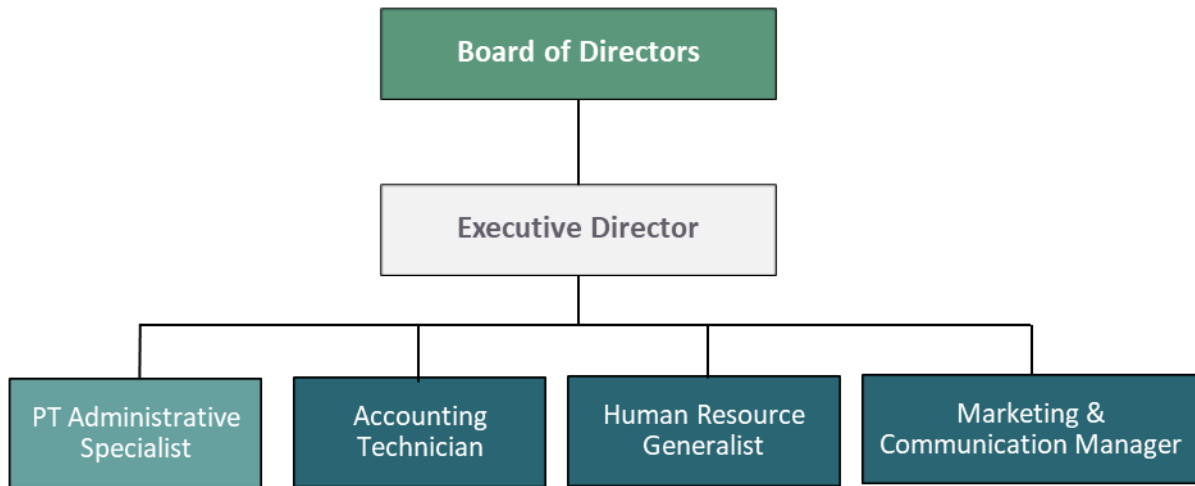 Board of Directors
Executive Director
PT Administrative
Specialist
Accounting
Technician
Human Resource
Generalist
Marketing &
Communication Manager